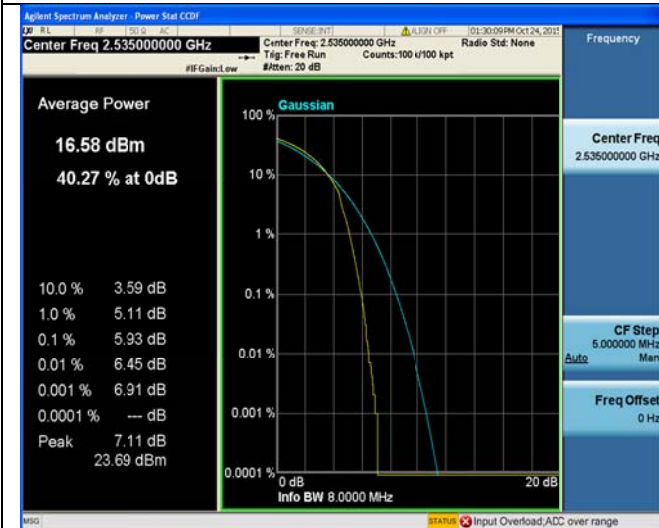 Agilent Spectrum Analyzer - Power Stat CCDF
RL RF 50 Ω AC SENSE:INT ALIGN OFF 01:30:09 PM Oct 24, 2015
Center Freq 2.535000000 GHz
Center Freq: 2.535000000 GHz Radio Std: None
Trig: Free Run Counts:100 k/100 kpt
#IFGain:Low #Atten: 20 dB
Frequency
Average Power
16.58 dBm
40.27 % at 0dB
10.0 % 3.59 dB
1.0 % 5.11 dB
0.1 % 5.93 dB
0.01 % 6.45 dB
0.001 % 6.91 dB
0.0001 % --- dB
Peak 7.11 dB
23.69 dBm
100 % Gaussian
10 %
1 %
0.1 %
0.01 %
0.001 %
0.0001 %
0 dB 20 dB
Info BW 8.0000 MHz
Center Freq
2.535000000 GHz
CF Step
5.000000 MHz
Auto Man
Freq Offset
0 Hz
MSG STATUS Input Overload;ADC over range